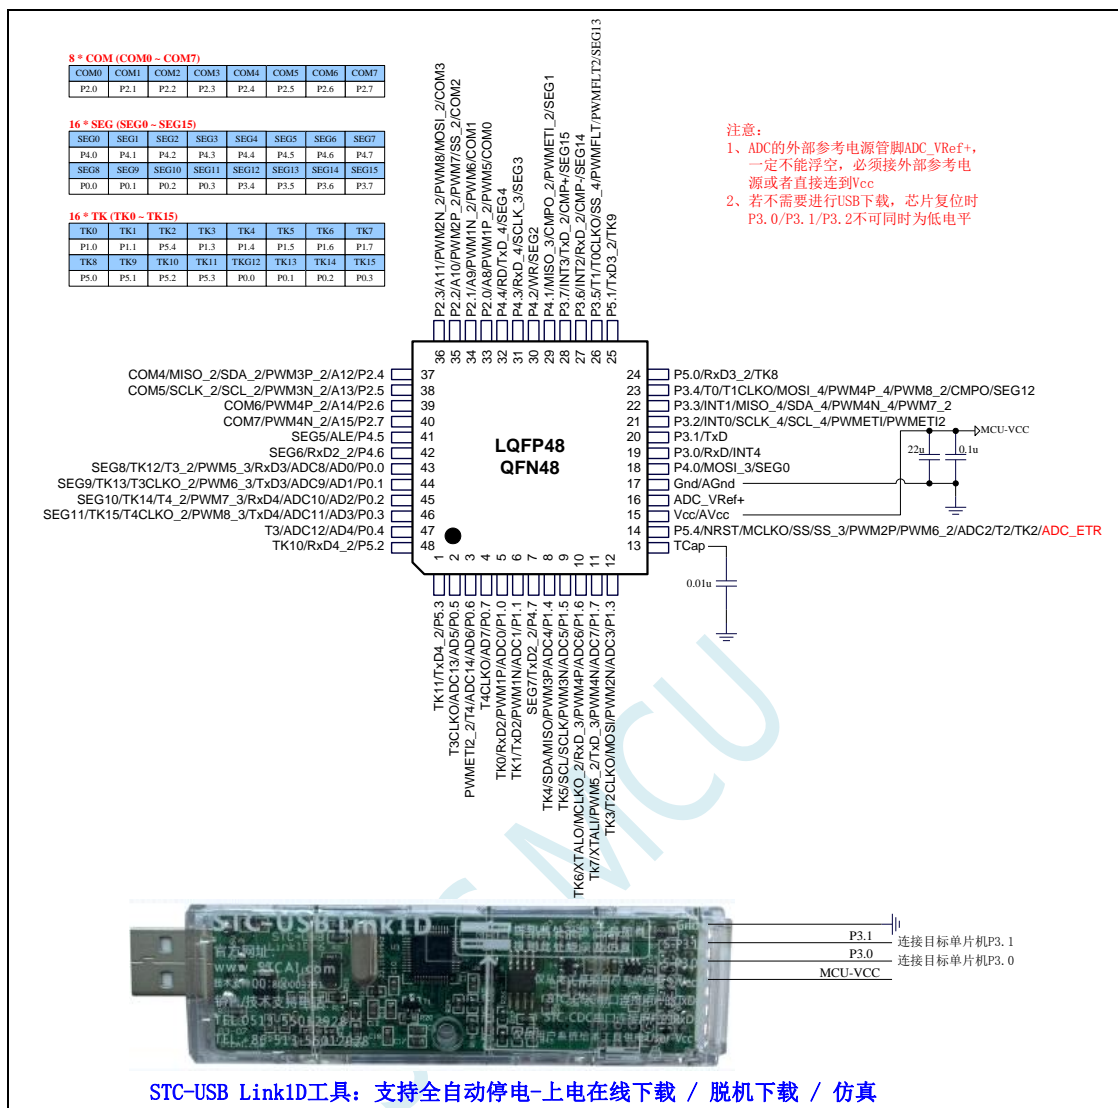 8 * COM (COM0 ~ COM7)
COM0 COM1 COM2 COM3 COM4 COM5 COM6 COM7
P2.0 P2.1 P2.2 P2.3 P2.4 P2.5 P2.6 P2.7
16 * SEG (SEG0 ~ SEG15)
SEG0 SEG1 SEG2 SEG3 SEG4 SEG5 SEG6 SEG7
P4.0 P4.1 P4.2 P4.3 P4.4 P4.5 P4.6 P4.7
SEG8 SEG9 SEG10 SEG11 SEG12 SEG13 SEG14 SEG15
P0.0 P0.1 P0.2 P0.3 P3.4 P3.5 P3.6 P3.7
16 * TK (TK0 ~ TK15)
TK0 TK1 TK2 TK3 TK4 TK5 TK6 TK7
P1.0 P1.1 P5.4 P1.3 P1.4 P1.5 P1.6 P1.7
TK8 TK9 TK10 TK11 TKG12 TK13 TK14 TK15
P5.0 P5.1 P5.2 P5.3 P0.0 P0.1 P0.2 P0.3
注意:
1、ADC的外部参考电源管脚ADC_VRef+,
一定不能浮空，必须接外部参考电
源或者直接连到Vcc
2、若不需要进行USB下载，芯片复位时
P3.0/P3.1/P3.2不可同时为低电平
P2.3/A11/PWM2N_2/PWM8/MOSI_2/COM3
P2.2/A10/PWM2P_2/PWM7/SS_2/COM2
P2.1/A9/PWM1N_2/PWM6/COM1
P2.0/A8/PWM1P_2/PWM5/COM0
P4.4/RD/TxD_4/SEG4
P4.3/RxD_4/SCLK_3/SEG3
P4.2/WR/SEG2
P4.1/MISO_3/CMPO_2/PWMETI_2/SEG1
P3.7/INT3/TxD_2/CMP+/SEG15
P3.6/INT2/RxD_2/CMP-/SEG14
P3.5/T1/T0CLKO/SS_4/PWMFLT/PWMFLT2/SEG13
P5.1/TxD3_2/TK9
36 35 34 33 32 31 30 29 28 27 26 25
COM4/MISO_2/SDA_2/PWM3P_2/A12/P2.4 37
COM5/SCLK_2/SCL_2/PWM3N_2/A13/P2.5 38
COM6/PWM4P_2/A14/P2.6 39
COM7/PWM4N_2/A15/P2.7 40
SEG5/ALE/P4.5 41
SEG6/RxD2_2/P4.6 42
SEG8/TK12/T3_2/PWM5_3/RxD3/ADC8/AD0/P0.0 43
SEG9/TK13/T3CLKO_2/PWM6_3/TxD3/ADC9/AD1/P0.1 44
SEG10/TK14/T4_2/PWM7_3/RxD4/ADC10/AD2/P0.2 45
SEG11/TK15/T4CLKO_2/PWM8_3/TxD4/ADC11/AD3/P0.3 46
T3/ADC12/AD4/P0.4 47
TK10/RxD4_2/P5.2 48
LQFP48
QFN48
24 P5.0/RxD3_2/TK8
23 P3.4/T0/T1CLKO/MOSI_4/PWM4P_4/PWM8_2/CMPO/SEG12
22 P3.3/INT1/MISO_4/SDA_4/PWM4N_4/PWM7_2
21 P3.2/INT0/SCLK_4/SCL_4/PWMETI/PWMETI2
20 P3.1/TxD
19 P3.0/RxD/INT4
18 P4.0/MOSI_3/SEG0
17 Gnd/AGnd
16 ADC_VRef+
15 Vcc/AVcc
14 P5.4/NRST/MCLKO/SS/SS_3/PWM2P/PWM6_2/ADC2/T2/TK2/ADC_ETR
13 TCap
MCU-VCC
22u 0.1u
0.01u
1 2 3 4 5 6 7 8 9 10 11 12
TK11/TxD4_2/P5.3
T3CLKO/ADC13/AD5/P0.5
PWMETI2_2/T4/ADC14/AD6/P0.6
T4CLKO/AD7/P0.7
TK0/RxD2/PWM1P/ADC0/P1.0
TK1/TxD2/PWM1N/ADC1/P1.1
SEG7/TxD2_2/P4.7
TK4/SDA/MISO/PWM3P/ADC4/P1.4
TK5/SCL/SCLK/PWM3N/ADC5/P1.5
TK6/XTALO/MCLKO_2/RxD_3/PWM4P/ADC6/P1.6
Tk7/XTALI/PWM5_2/TxD_3/PWM4N/ADC7/P1.7
TK3/T2CLKO/MOSI/PWM2N/ADC3/P1.3
MCU
STC-USB Link1D
官方网址:
www.STCAI.com
TEL:0513-55012928
Gnd
P3.1 连接目标单片机P3.1
P3.0 连接目标单片机P3.0
MCU-VCC
STC-USB Link1D工具: 支持全自动停电-上电在线下载 / 脱机下载 / 仿真